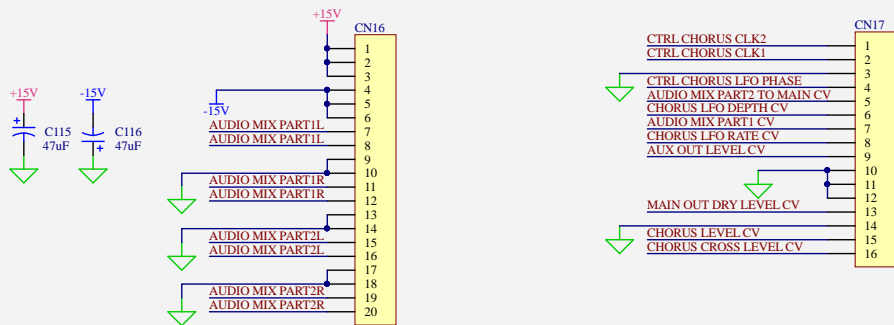 +15V
CN16
1
2
3
4
5
6
7
8
9
10
11
12
13
14
15
16
17
18
19
20
-15V
AUDIO MIX PART1L
AUDIO MIX PART1L
AUDIO MIX PART1R
AUDIO MIX PART1R
AUDIO MIX PART2L
AUDIO MIX PART2L
AUDIO MIX PART2R
AUDIO MIX PART2R
+15V
-15V
+
C115
47uF
C116
47uF
+
CN17
CTRL CHORUS CLK2
CTRL CHORUS CLK1
CTRL CHORUS LFO PHASE
AUDIO MIX PART2 TO MAIN CV
CHORUS LFO DEPTH CV
AUDIO MIX PART1 CV
CHORUS LFO RATE CV
AUX OUT LEVEL CV
MAIN OUT DRY LEVEL CV
CHORUS LEVEL CV
CHORUS CROSS LEVEL CV
1
2
3
4
5
6
7
8
9
10
11
12
13
14
15
16